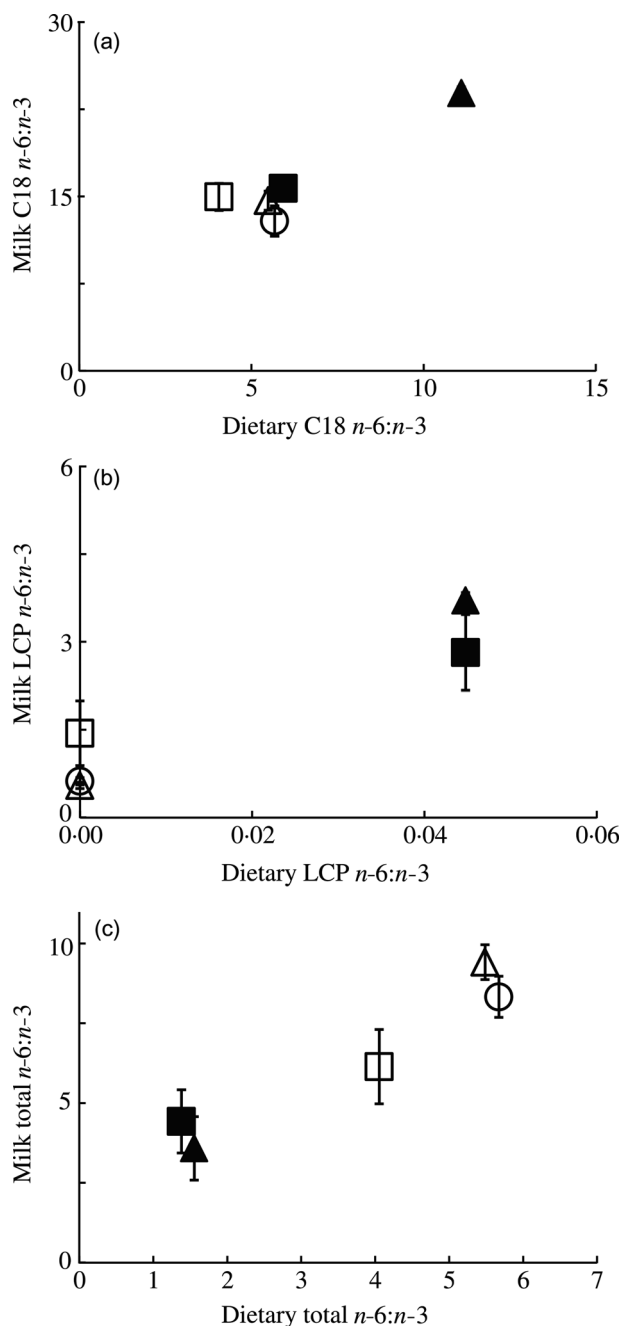 (a)
30
15
0
Milk C18 n-6:n-3
0 5 10 15
Dietary C18 n-6:n-3
(b)
6
3
0
Milk LCP n-6:n-3
0·00 0·02 0·04 0·06
Dietary LCP n-6:n-3
(c)
10
5
0
Milk total n-6:n-3
0 1 2 3 4 5 6 7
Dietary total n-6:n-3